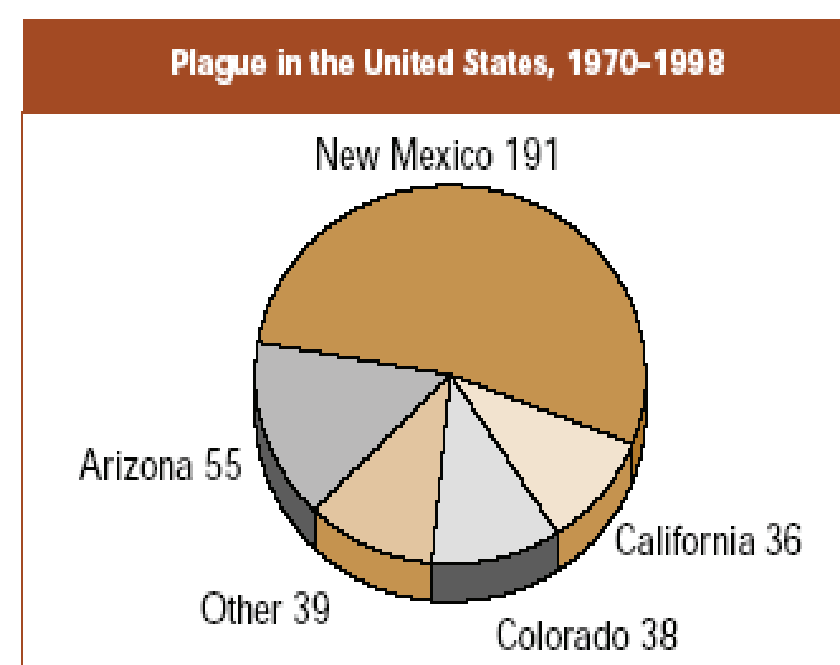 Plague in the United States, 1970–1998
New Mexico 191
Arizona 55
California 36
Other 39
Colorado 38